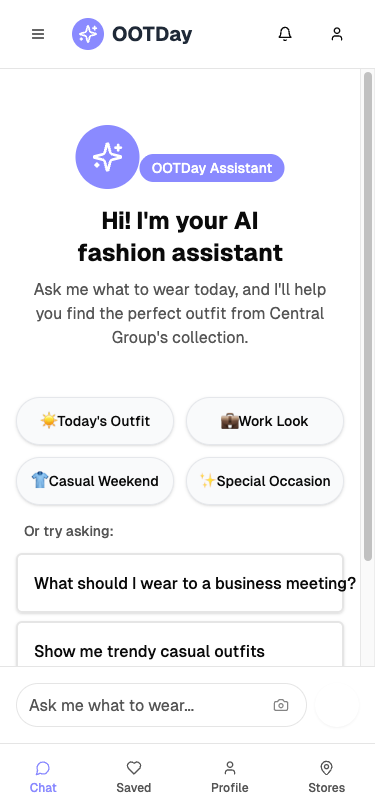 OOTDay
OOTDay Assistant
Hi! I'm your AI
fashion assistant
Ask me what to wear today, and I'll help
you find the perfect outfit from Central
Group's collection.
☀️Today's Outfit
💼Work Look
👕Casual Weekend
✨Special Occasion
Or try asking:
What should I wear to a business meeting?
Show me trendy casual outfits
Ask me what to wear...
Chat
Saved
Profile
Stores